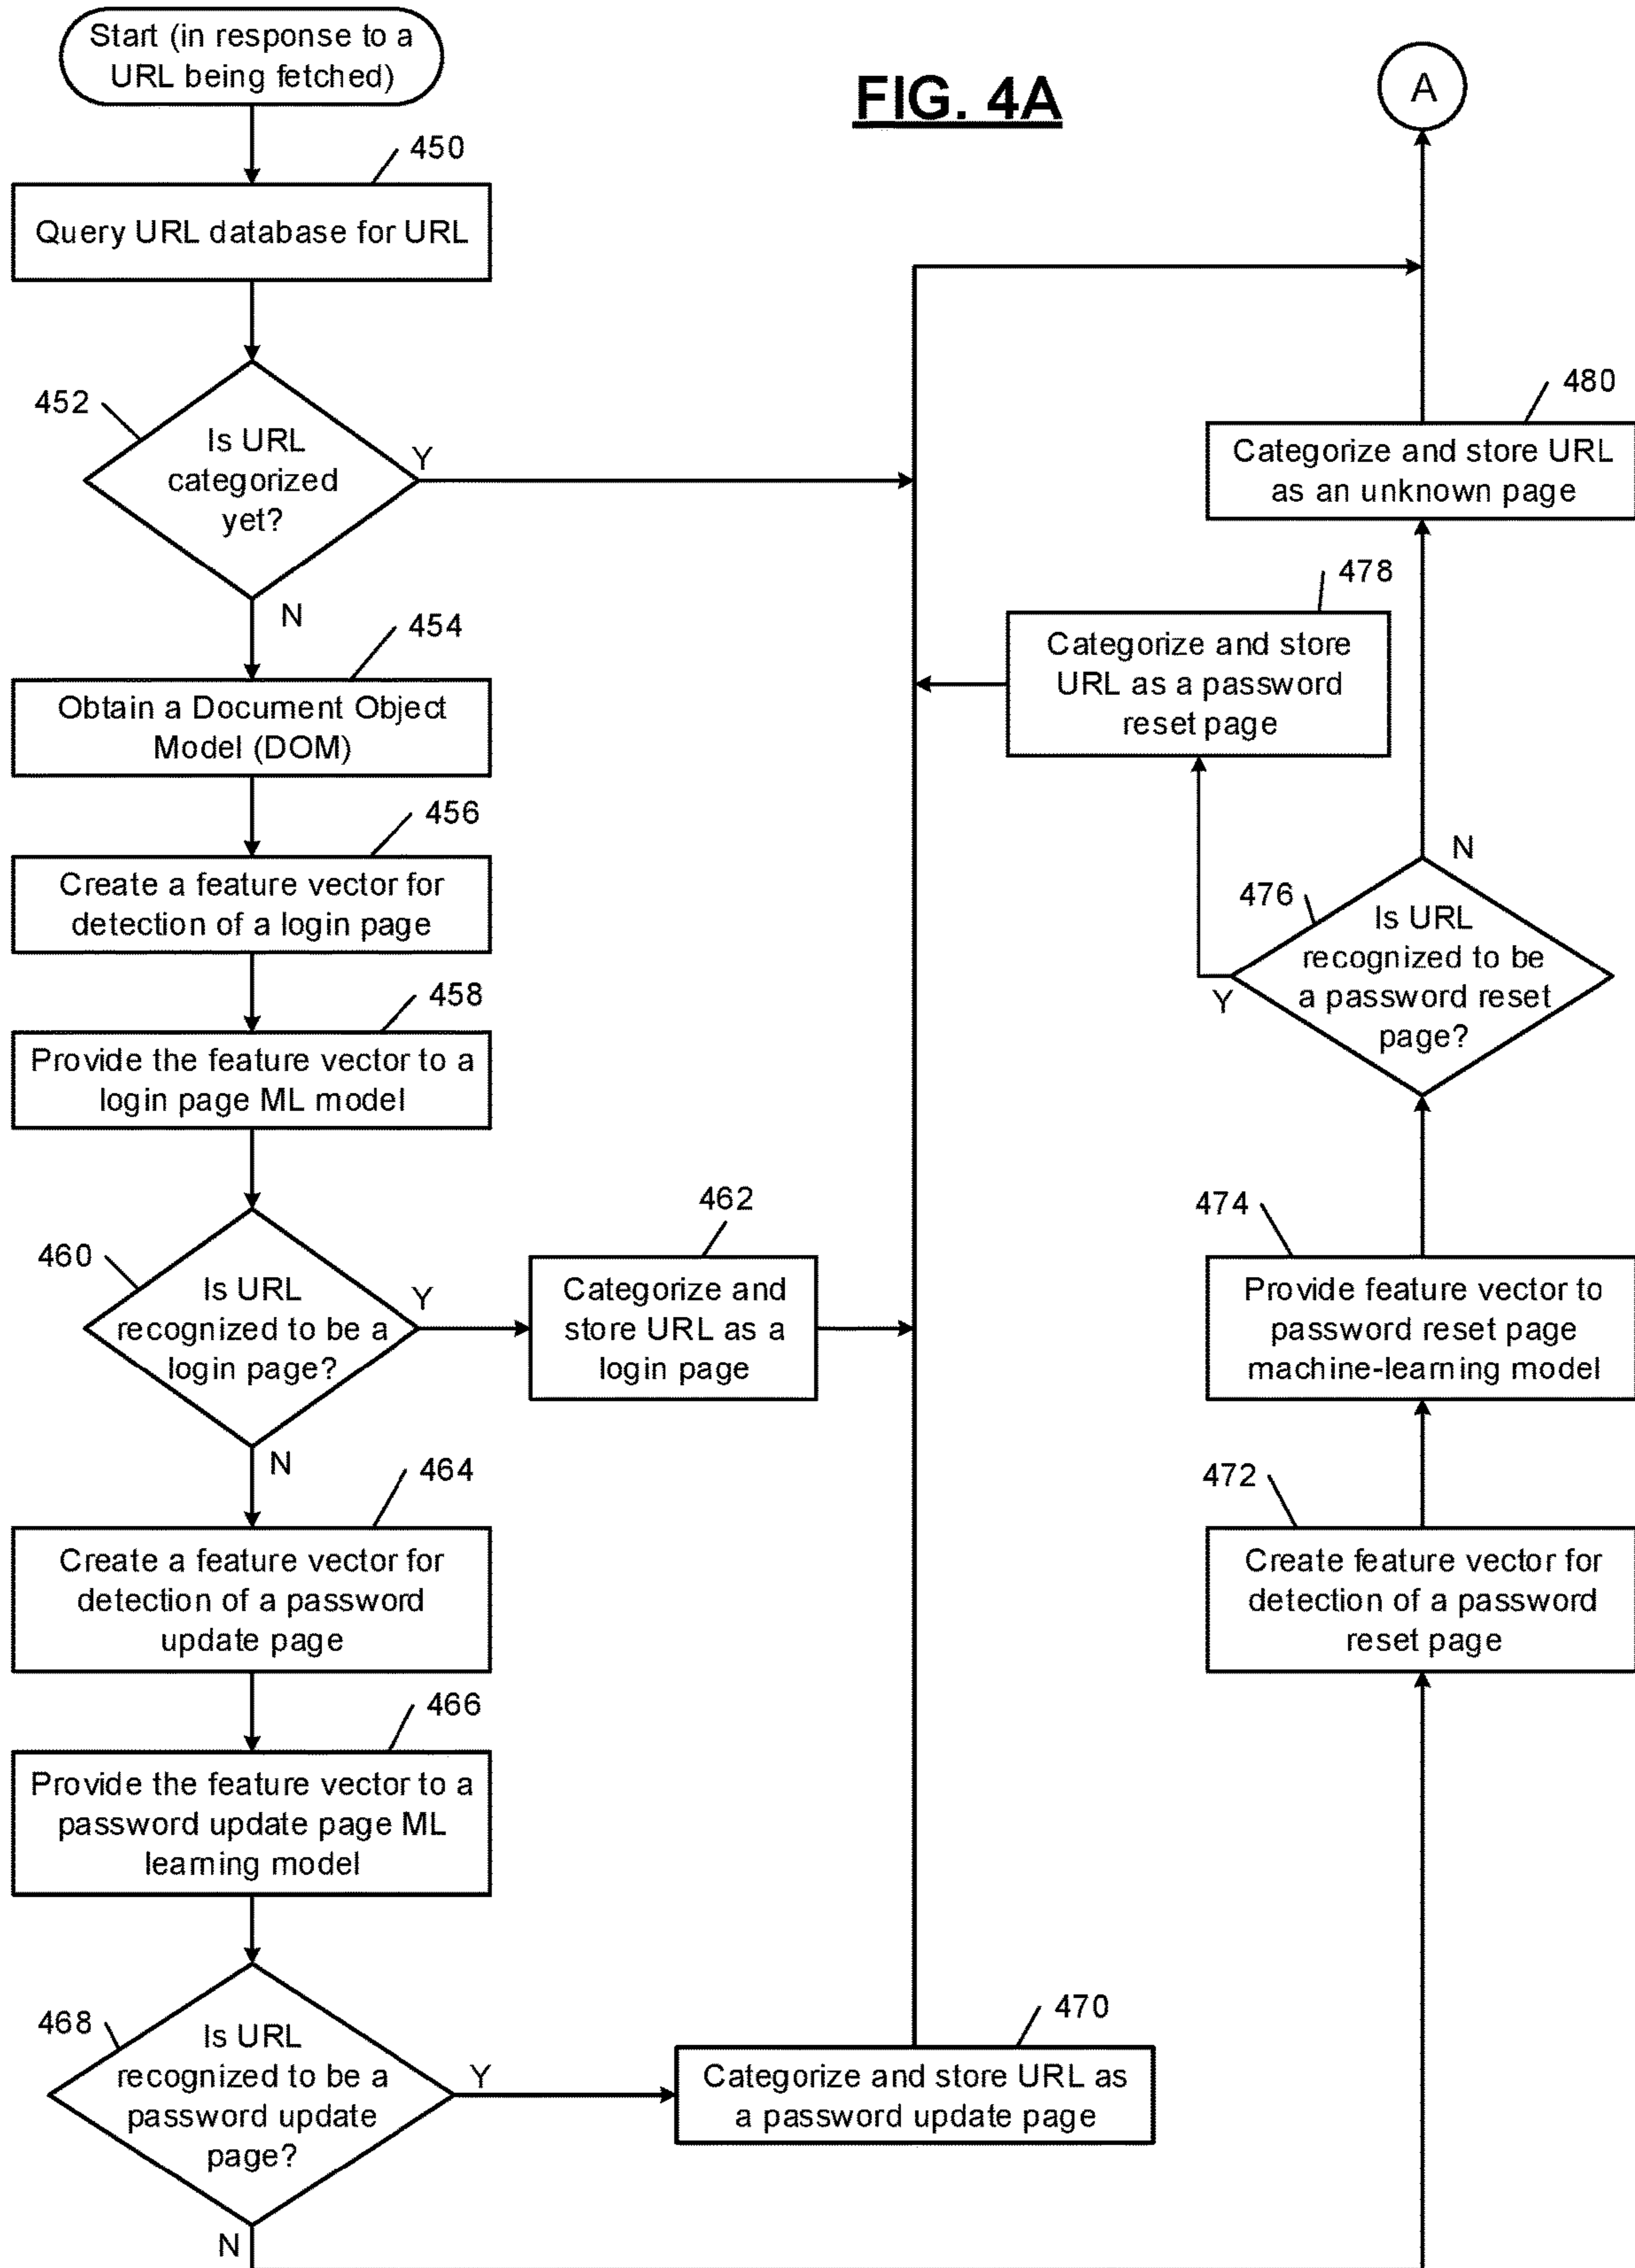 Start (in response to a
URL being fetched)
FIG. 4A
A
450
Query URL database for URL
452
Is URL
categorized
yet?
Y
N
454
Obtain a Document Object
Model (DOM)
456
Create a feature vector for
detection of a login page
458
Provide the feature vector to a
login page ML model
460
Is URL
recognized to be a
login page?
Y
N
462
Categorize and
store URL as a
login page
464
Create a feature vector for
detection of a password
update page
466
Provide the feature vector to a
password update page ML
learning model
468
Is URL
recognized to be a
password update
page?
Y
N
470
Categorize and store URL as
a password update page
472
Create feature vector for
detection of a password
reset page
474
Provide feature vector to
password reset page
machine-learning model
476
Is URL
recognized to be
a password reset
page?
Y
N
478
Categorize and store
URL as a password
reset page
480
Categorize and store URL
as an unknown page